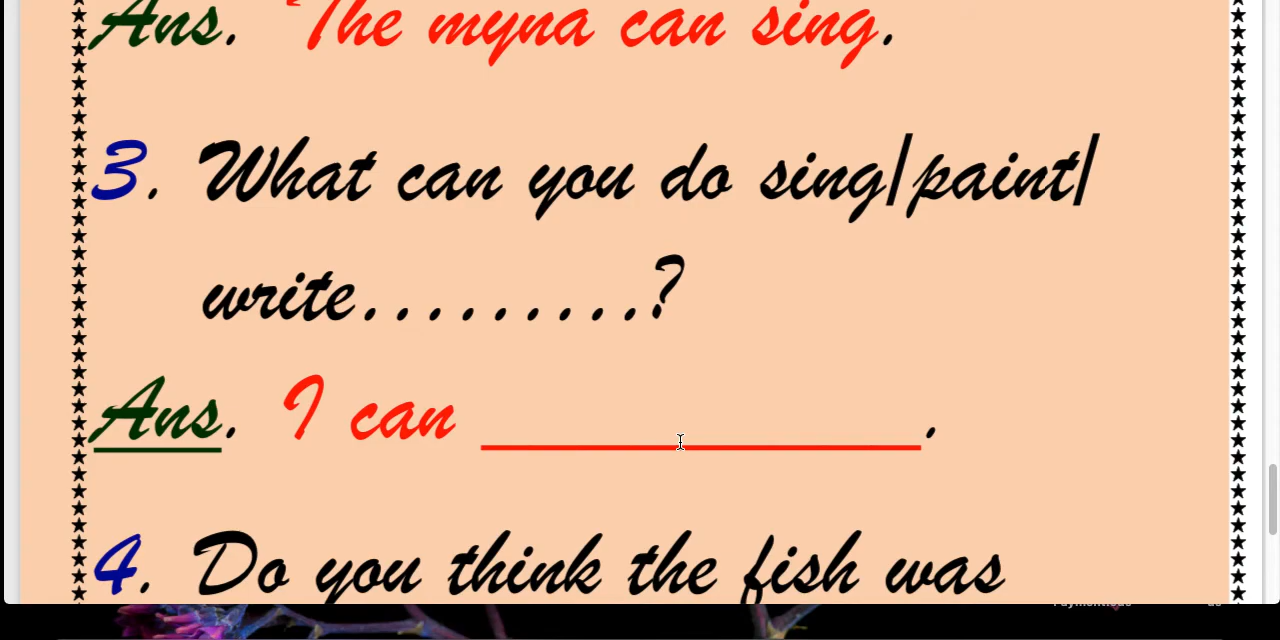 Ans. The myna can sing.
3. What can you do sing/paint/
write..........?
Ans. I can ____________.
4. Do you think the fish was